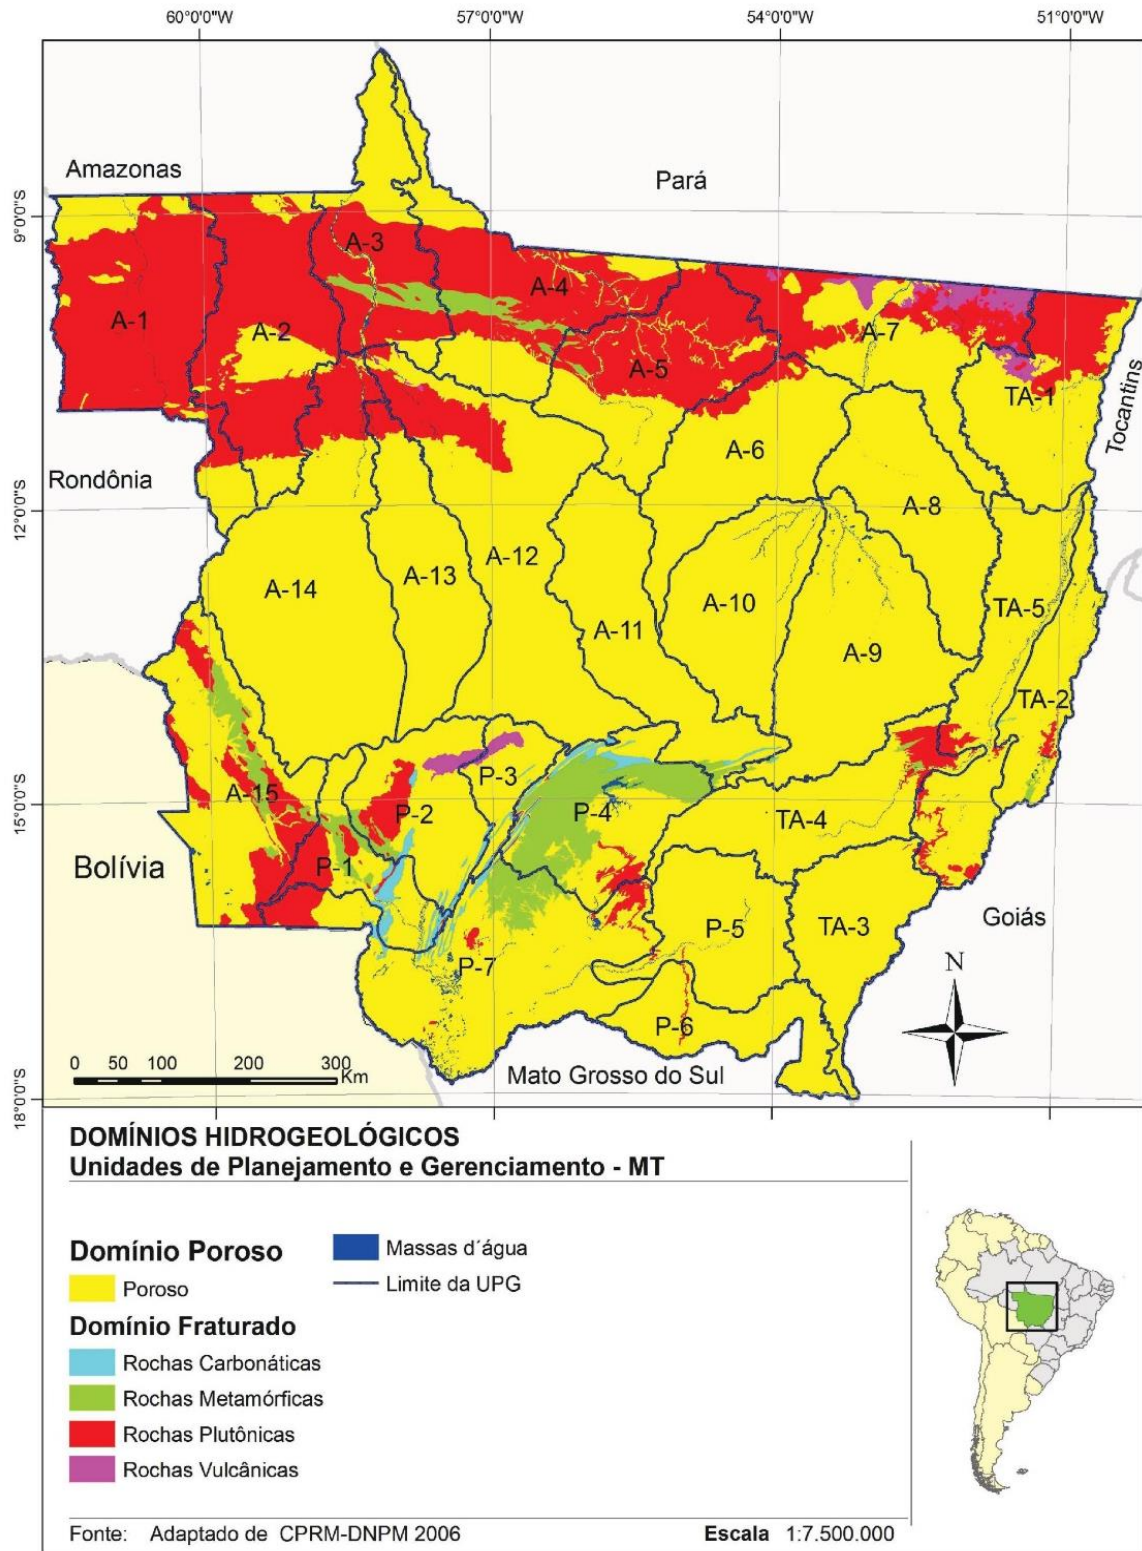 60°0'0"W 57°0'0"W 54°0'0"W 51°0'0"W
Amazonas
Pará
9°0'0"S
A-3
A-4
A-1
A-2
A-7
A-5
TA-1
Tocantins
A-6
Rondônia
12°0'0"S
A-8
A-12
A-13
A-14
A-10
TA-5
A-11
A-9
TA-2
P-3
A-15
P-2
P-4
15°0'0"S
TA-4
Bolívia
P-1
P-5
TA-3
Goiás
P-7
N
P-6
0 50 100 200 300
Km
Mato Grosso do Sul
18°0'0"S
DOMÍNIOS HIDROGEOLÓGICOS
Unidades de Planejamento e Gerenciamento - MT
Domínio Poroso
Massas d´água
Poroso
Limite da UPG
Domínio Fraturado
Rochas Carbonáticas
Rochas Metamórficas
Rochas Plutônicas
Rochas Vulcânicas
Fonte: Adaptado de CPRM-DNPM 2006
Escala 1:7.500.000